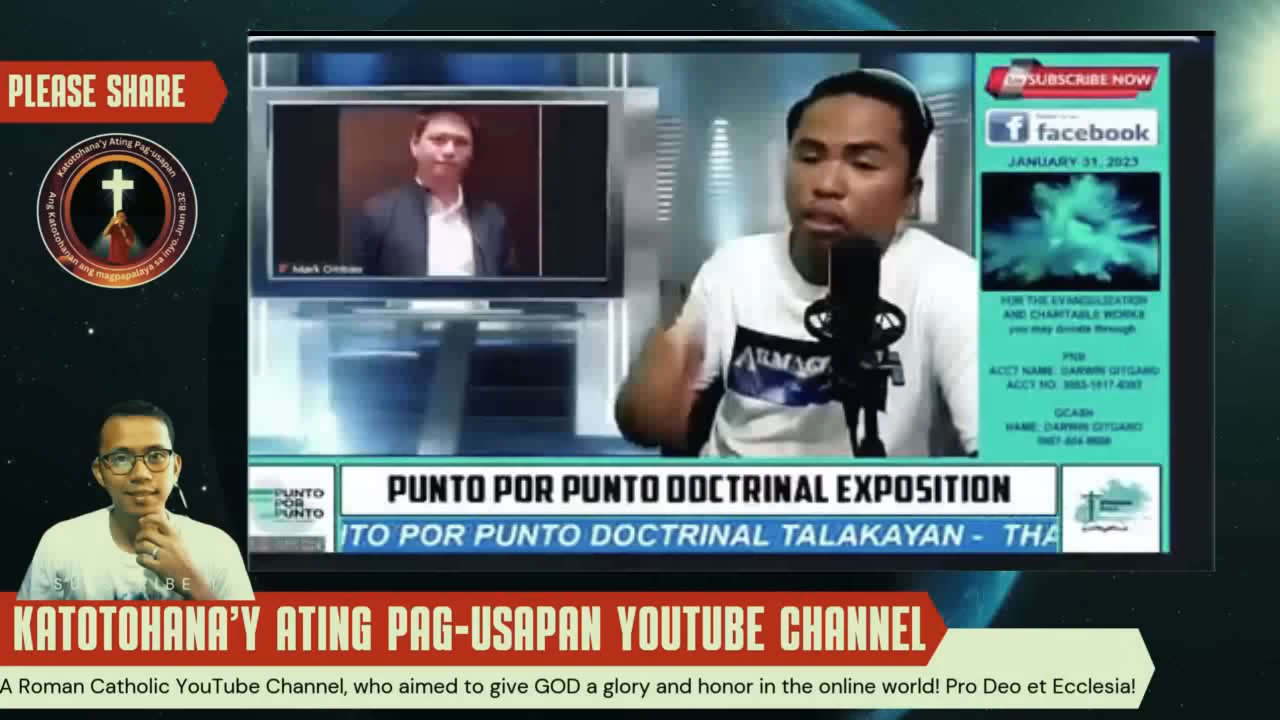 PLEASE SHARE
Katotohana'y Ating Pag-usapan
Ang Katotohanan ang magpapalaya sa inyo. Juan 8:32
SUBSCRIBE NOW
facebook
JANUARY 31, 2023
FOR THE EVANGELIZATION
AND CHARITABLE WORKS
you may donate through
PNB
ACCT NAME: DARWIN GITGANO
ACCT NO:
GCASH
NAME: DARWIN GITGANO
Mark
ARMAG
PUNTO
POR
PUNTO
PUNTO POR PUNTO DOCTRINAL EXPOSITION
NTO POR PUNTO DOCTRINAL TALAKAYAN - THA
KATOTOHANA'Y ATING PAG-USAPAN YOUTUBE CHANNEL
A Roman Catholic YouTube Channel, who aimed to give GOD a glory and honor in the online world! Pro Deo et Ecclesia!